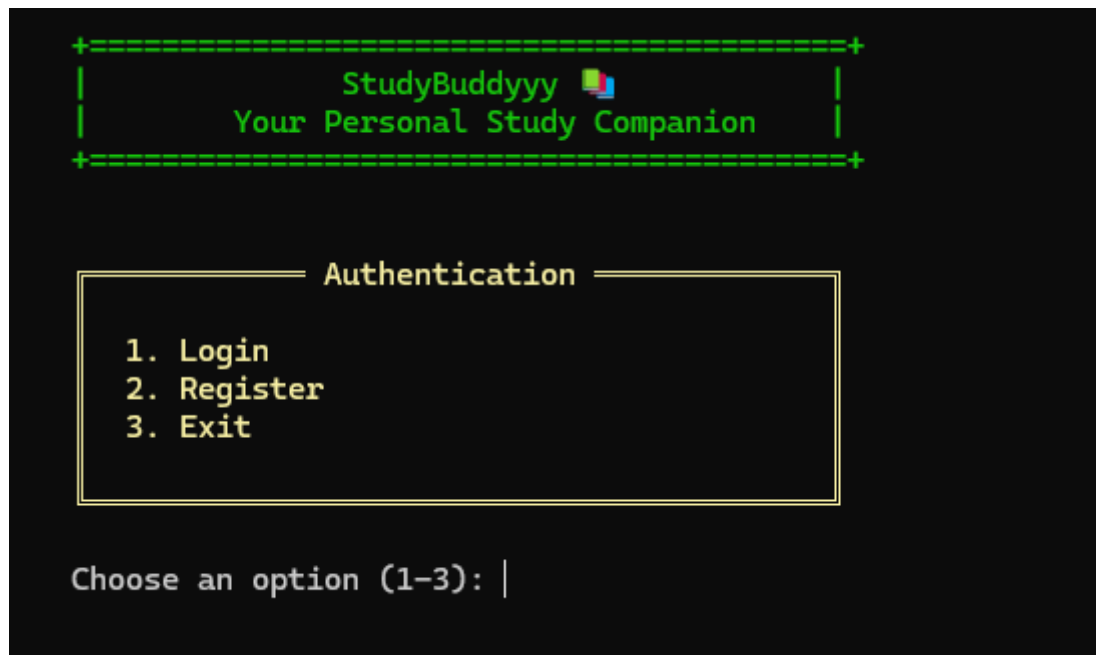 StudyBuddyyy 📚
Your Personal Study Companion
Authentication
1. Login
2. Register
3. Exit
Choose an option (1-3):